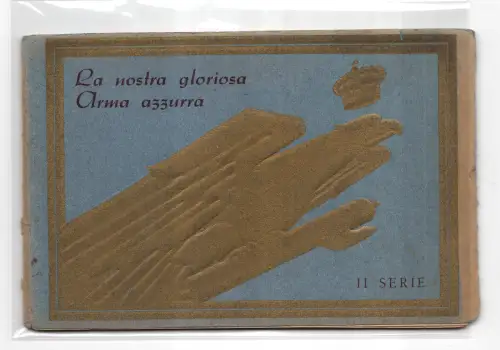 La nostra gloriosa
Arma azzurra
II SERIE